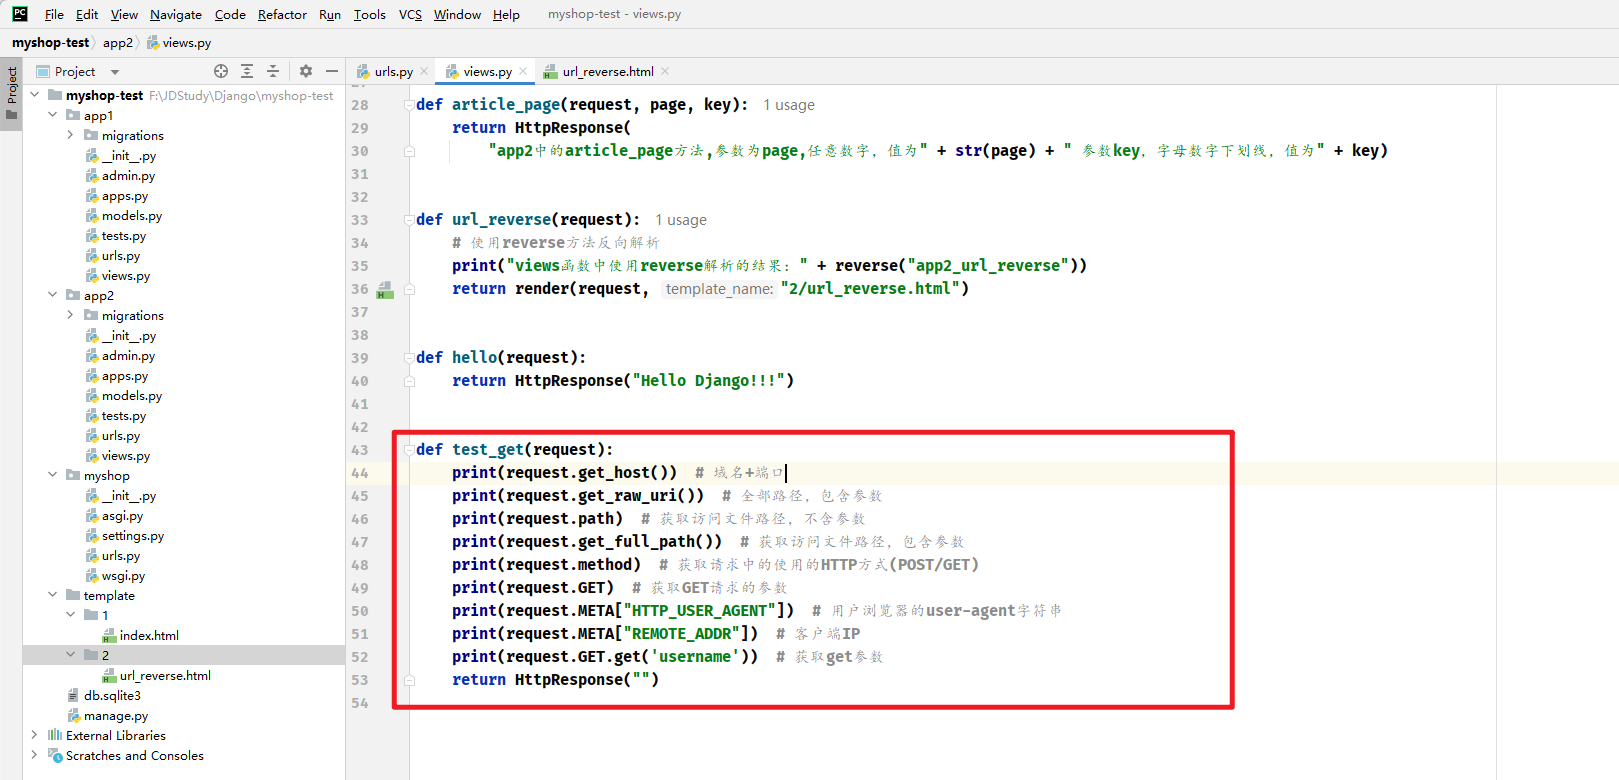 PC File Edit View Navigate Code Refactor Run Tools VCS Window Help myshop-test - views.py
myshop-test app2 views.py
Project
Project
urls.py
views.py
url_reverse.html
myshop-test F:\JDStudy\Django\myshop-test
app1
migrations
__init__.py
admin.py
apps.py
models.py
tests.py
urls.py
views.py
app2
migrations
__init__.py
admin.py
apps.py
models.py
tests.py
urls.py
views.py
myshop
__init__.py
asgi.py
settings.py
urls.py
wsgi.py
template
1
index.html
2
url_reverse.html
db.sqlite3
manage.py
External Libraries
Scratches and Consoles
28 def article_page(request, page, key): 1 usage
29 return HttpResponse(
30 "app2中的article_page方法,参数为page,任意数字，值为" + str(page) + " 参数key，字母数字下划线，值为" + key)
31
32
33 def url_reverse(request): 1 usage
34 # 使用reverse方法反向解析
35 print("views函数中使用reverse解析的结果：" + reverse("app2_url_reverse"))
36 return render(request, template_name: "2/url_reverse.html")
37
38
39 def hello(request):
40 return HttpResponse("Hello Django!!!")
41
42
43 def test_get(request):
44 print(request.get_host()) # 域名+端口
45 print(request.get_raw_uri()) # 全部路径，包含参数
46 print(request.path) # 获取访问文件路径，不含参数
47 print(request.get_full_path()) # 获取访问文件路径，包含参数
48 print(request.method) # 获取请求中的使用的HTTP方式(POST/GET)
49 print(request.GET) # 获取GET请求的参数
50 print(request.META["HTTP_USER_AGENT"]) # 用户浏览器的user-agent字符串
51 print(request.META["REMOTE_ADDR"]) # 客户端IP
52 print(request.GET.get('username')) # 获取get参数
53 return HttpResponse("")
54